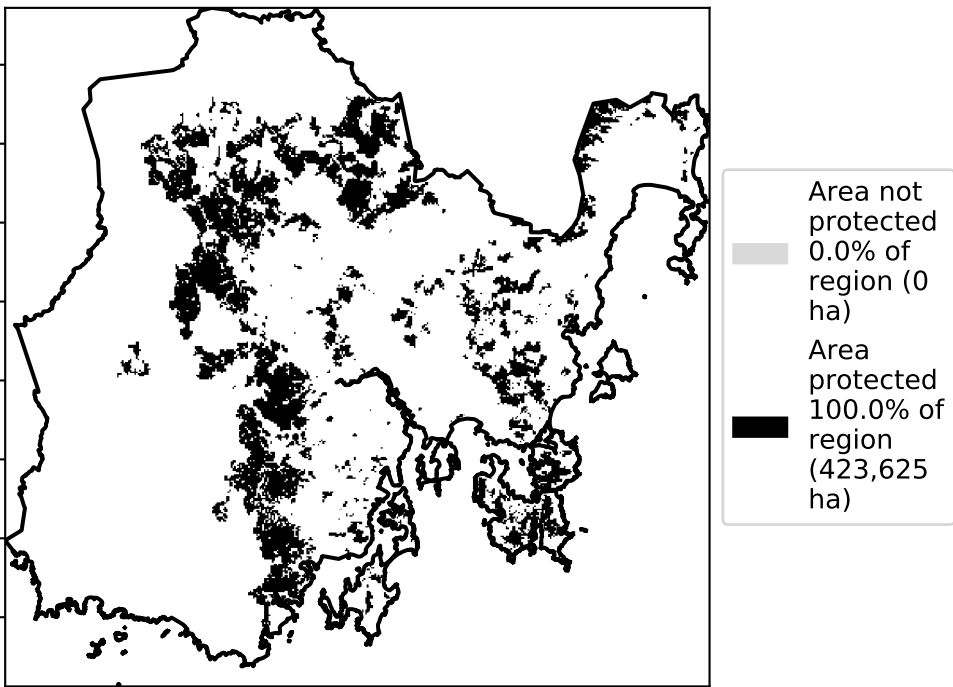 Area not
protected
0.0% of
region (0
ha)
Area
protected
100.0% of
region
(423,625
ha)